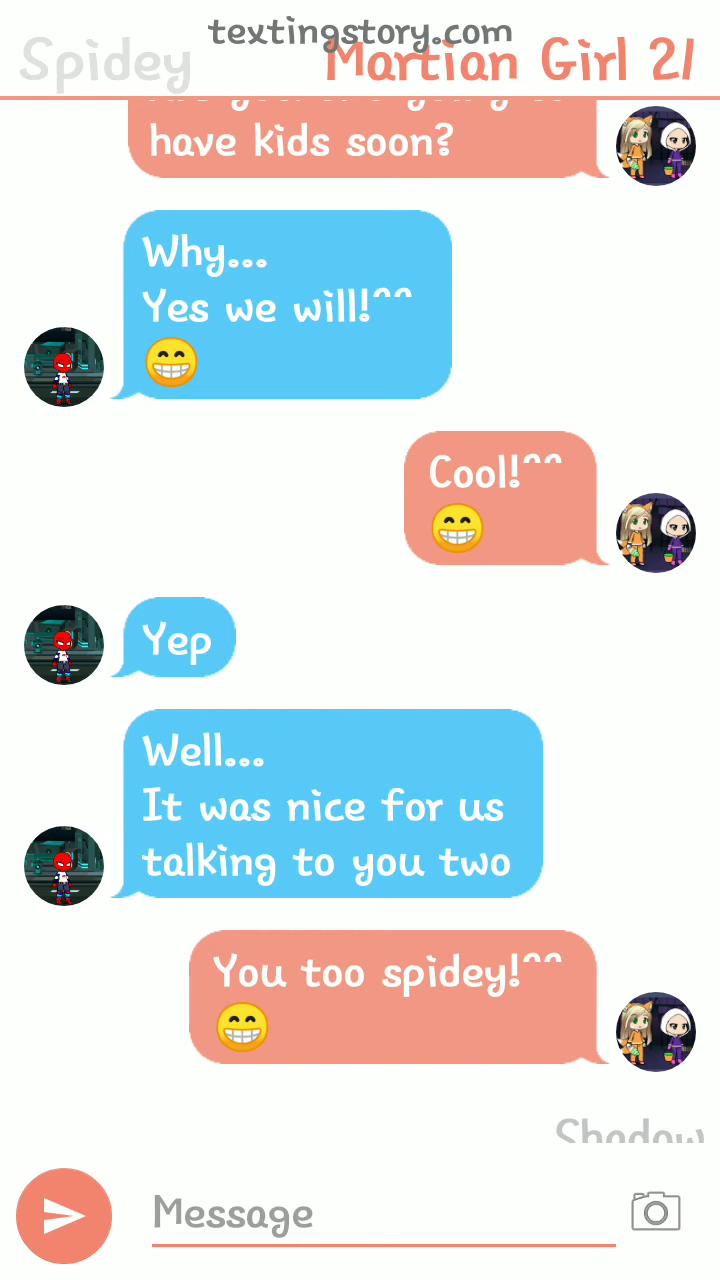 textingstory.com
Spidey
Martian Girl 21
have kids soon?
Why...
Yes we will!^^
😁
Cool!^^
😁
Yep
Well...
It was nice for us
talking to you two
You too spidey!^^
😁
Shadow
Message